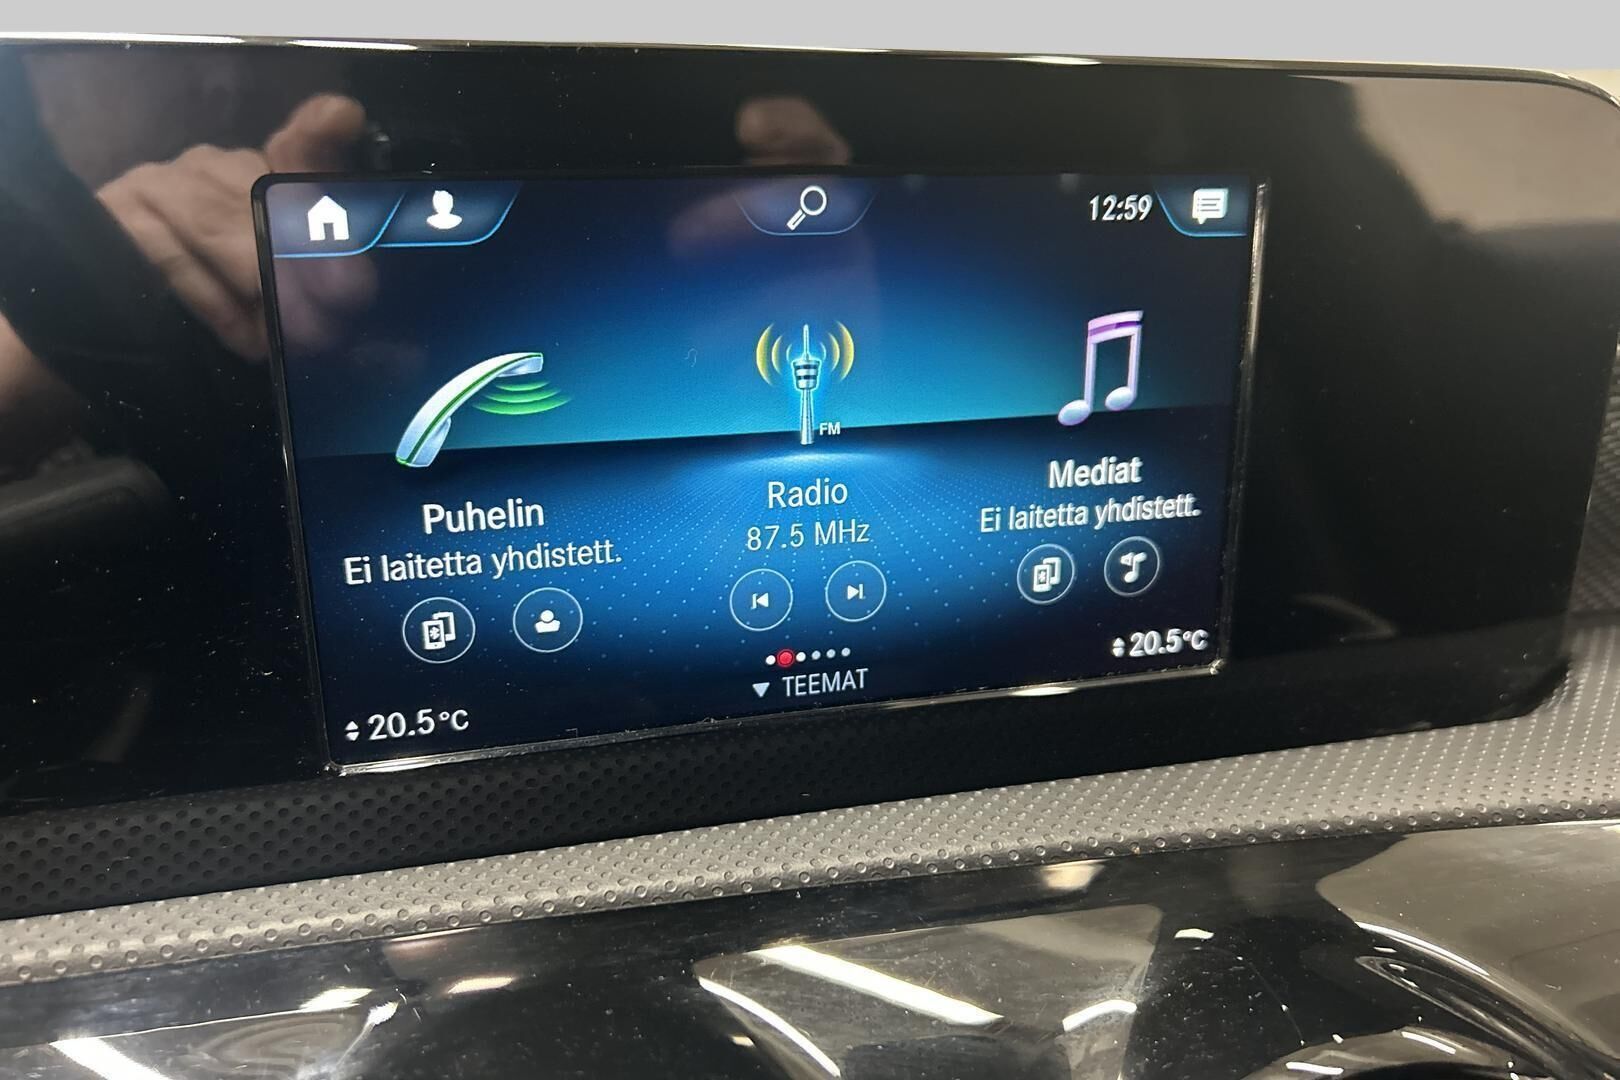 12:59
FM
Puhelin
Ei laitetta yhdistett.
Radio
87.5 MHz
Mediat
Ei laitetta yhdistett.
TEEMAT
20.5°C
20.5°C